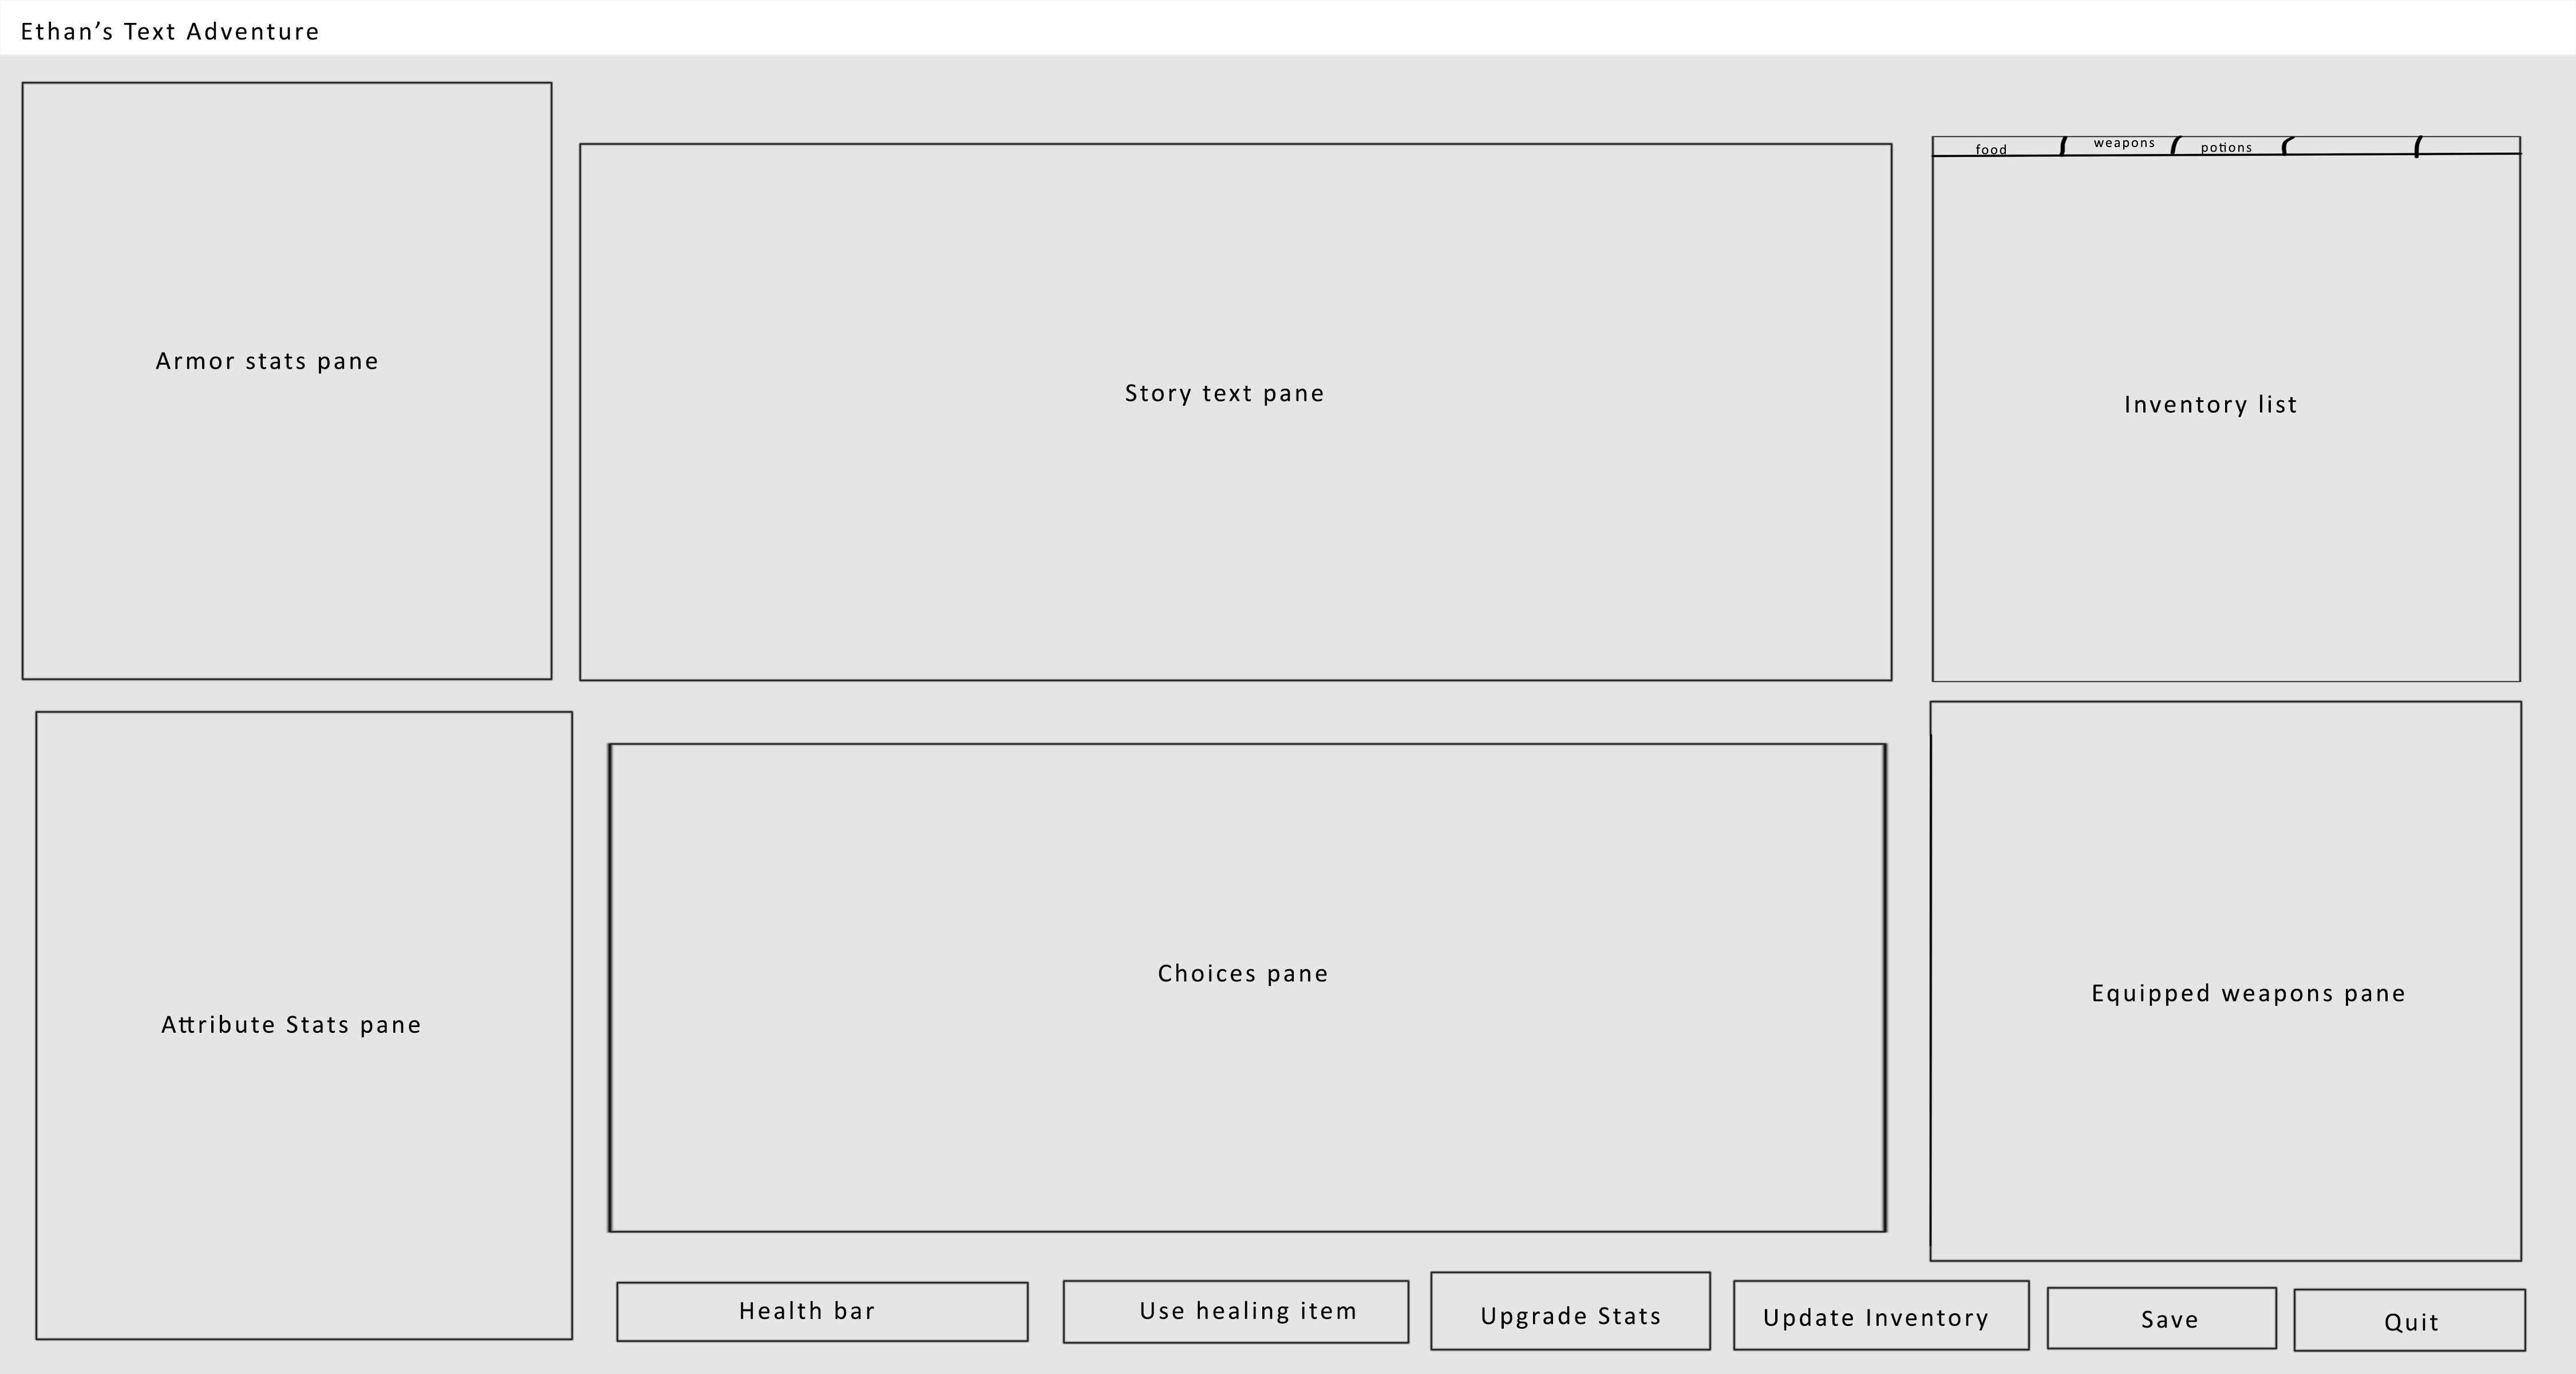 Ethan’s Text Adventure
food
weapons
potions
Armor stats pane
Story text pane
Inventory list
Attribute Stats pane
Choices pane
Equipped weapons pane
Health bar
Use healing item
Upgrade Stats
Update Inventory
Save
Quit